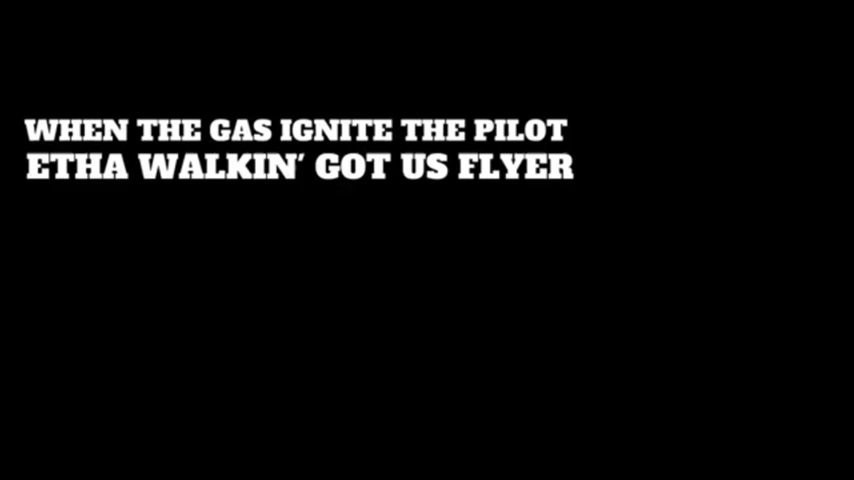 WHEN THE GAS IGNITE THE PILOT
ETHA WALKIN' GOT US FLYER